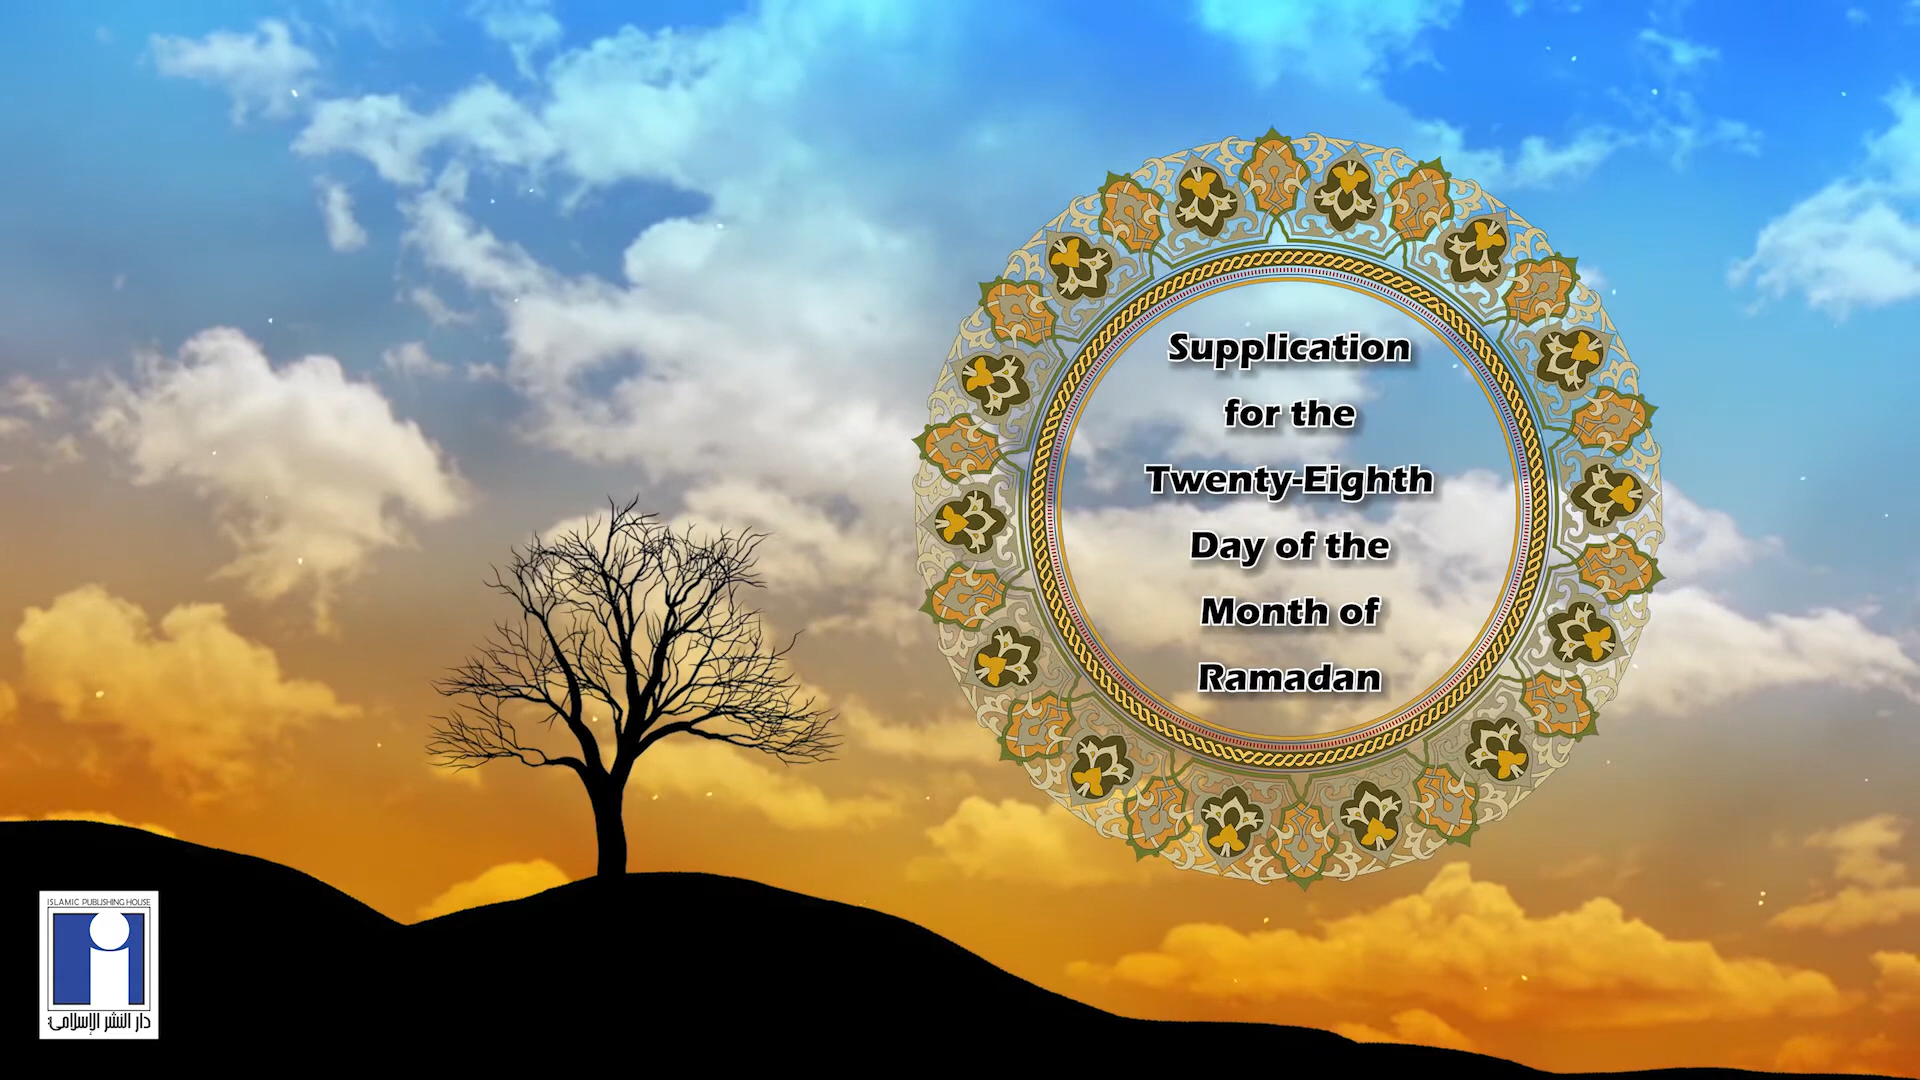 Supplication
for the
Twenty-Eighth
Day of the
Month of
Ramadan
ISLAMIC PUBLISHING HOUSE
دار النشر الإسلامي